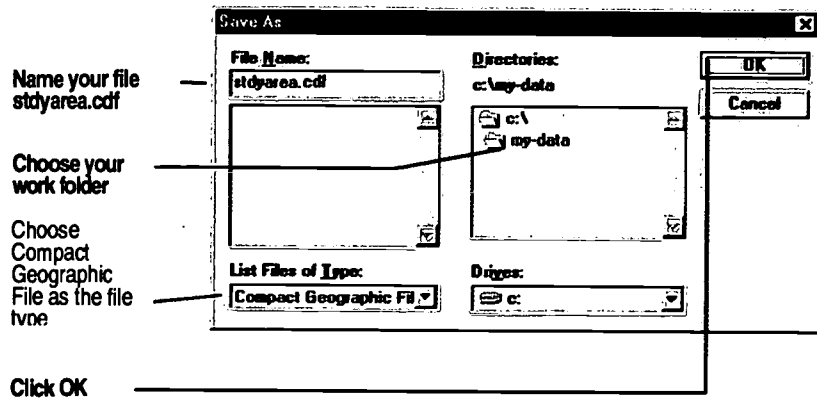 Save As
File Name:
stdyarea.cdf
Directories:
c:\my-data
OK
Cancel
c:\
my-data
List Files of Type:
Compact Geographic Fil
Drives:
c:
Name your file
stdyarea.cdf
Choose your
work folder
Choose
Compact
Geographic
File as the file
type
Click OK